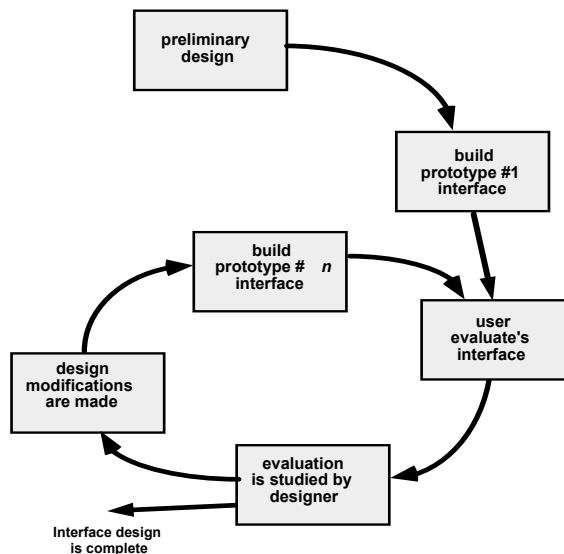 preliminary
design
build
prototype #1
interface
build
prototype # n
interface
user
evaluate's
interface
design
modifications
are made
evaluation
is studied by
designer
Interface design
is complete